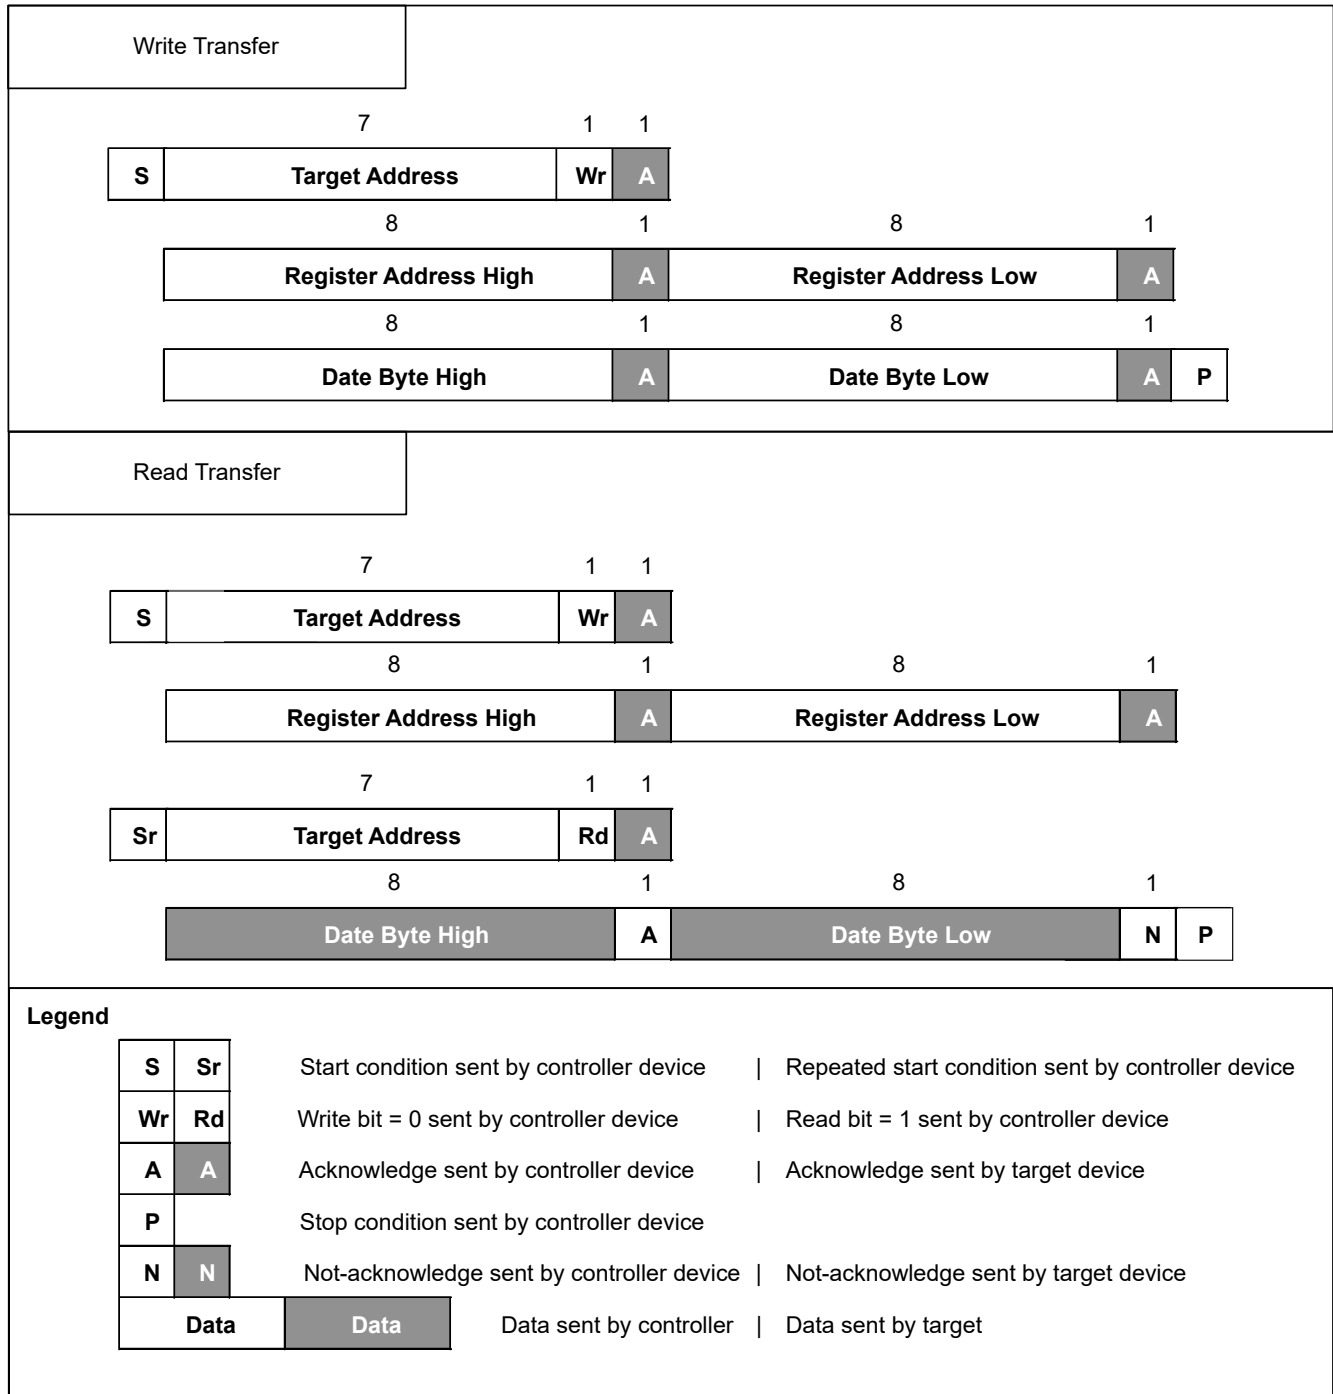 Write Transfer
7 1 1
S Target Address Wr A
8 1 8 1
Register Address High A Register Address Low A
8 1 8 1
Date Byte High A Date Byte Low A P
Read Transfer
7 1 1
S Target Address Wr A
8 1 8 1
Register Address High A Register Address Low A
7 1 1
Sr Target Address Rd A
8 1 8 1
Date Byte High A Date Byte Low N P
Legend
S Sr Start condition sent by controller device | Repeated start condition sent by controller device
Wr Rd Write bit = 0 sent by controller device | Read bit = 1 sent by controller device
A A Acknowledge sent by controller device | Acknowledge sent by target device
P Stop condition sent by controller device
N N Not-acknowledge sent by controller device | Not-acknowledge sent by target device
Data Data Data sent by controller | Data sent by target